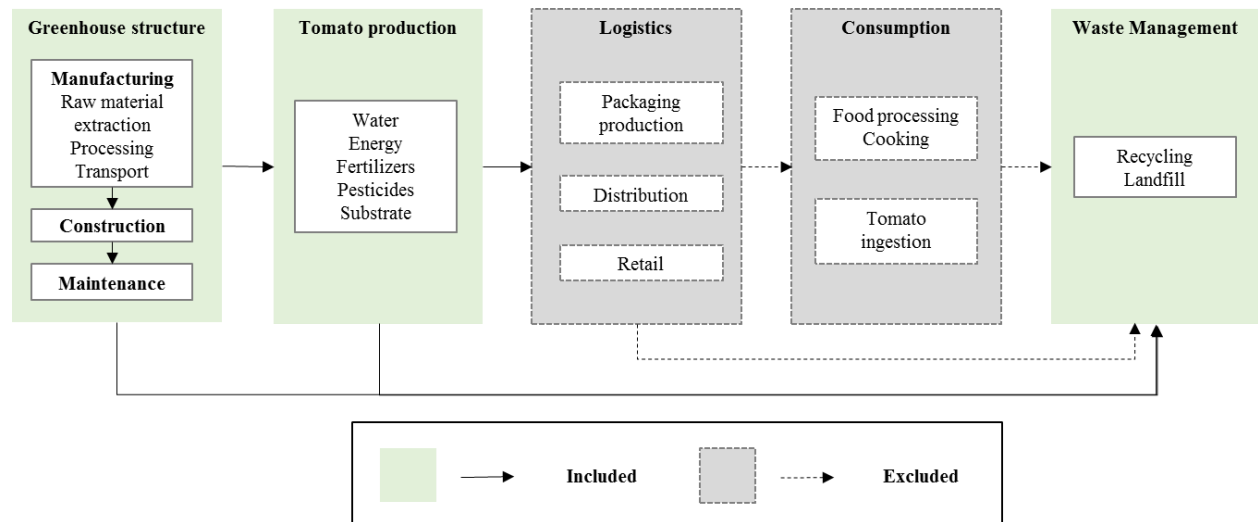 Greenhouse structure
Manufacturing
Raw material
extraction
Processing
Transport
Construction
Maintenance
Tomato production
Water
Energy
Fertilizers
Pesticides
Substrate
Logistics
Packaging
production
Distribution
Retail
Consumption
Food processing
Cooking
Tomato
ingestion
Waste Management
Recycling
Landfill
Included
Excluded